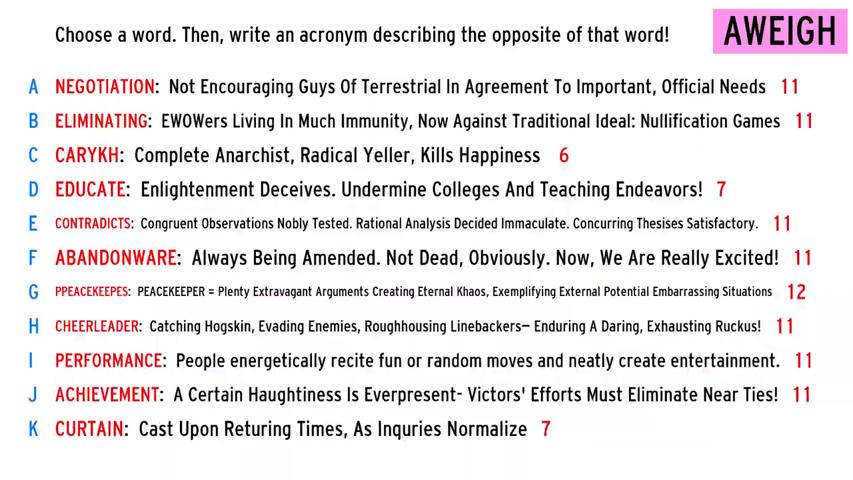 Choose a word. Then, write an acronym describing the opposite of that word!
AWEIGH
A NEGOTIATION: Not Encouraging Guys Of Terrestrial In Agreement To Important, Official Needs 11
B ELIMINATING: EWOWers Living In Much Immunity, Now Against Traditional Ideal: Nullification Games 11
C CARYKH: Complete Anarchist, Radical Yeller, Kills Happiness 6
D EDUCATE: Enlightenment Deceives. Undermine Colleges And Teaching Endeavors! 7
E CONTRADICTS: Congruent Observations Nobly Tested. Rational Analysis Decided Immaculate. Concurring Thesises Satisfactory. 11
F ABANDONWARE: Always Being Amended. Not Dead, Obviously. Now, We Are Really Excited! 11
G PPEACEKEEPES: PEACEKEEPER = Plenty Extravagant Arguments Creating Eternal Khaos, Exemplifying External Potential Embarrassing Situations 12
H CHEERLEADER: Catching Hogskin, Evading Enemies, Roughhousing Linebackers— Enduring A Daring, Exhausting Ruckus! 11
I PERFORMANCE: People energetically recite fun or random moves and neatly create entertainment. 11
J ACHIEVEMENT: A Certain Haughtiness Is Everpresent- Victors' Efforts Must Eliminate Near Ties! 11
K CURTAIN: Cast Upon Returing Times, As Inquries Normalize 7